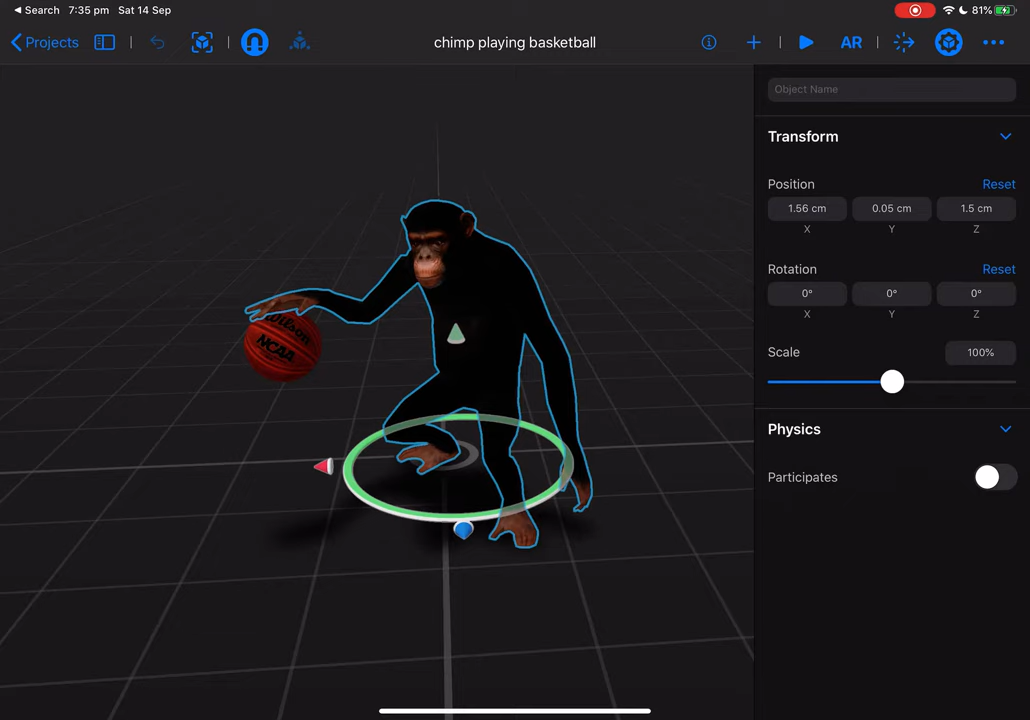 Search 7:35 pm Sat 14 Sep 81%
Projects
chimp playing basketball
AR
Object Name
Transform
Position Reset
1.56 cm 0.05 cm 1.5 cm
X Y Z
Rotation Reset
0° 0° 0°
X Y Z
Scale 100%
Physics
Participates
Wilson
NCAA